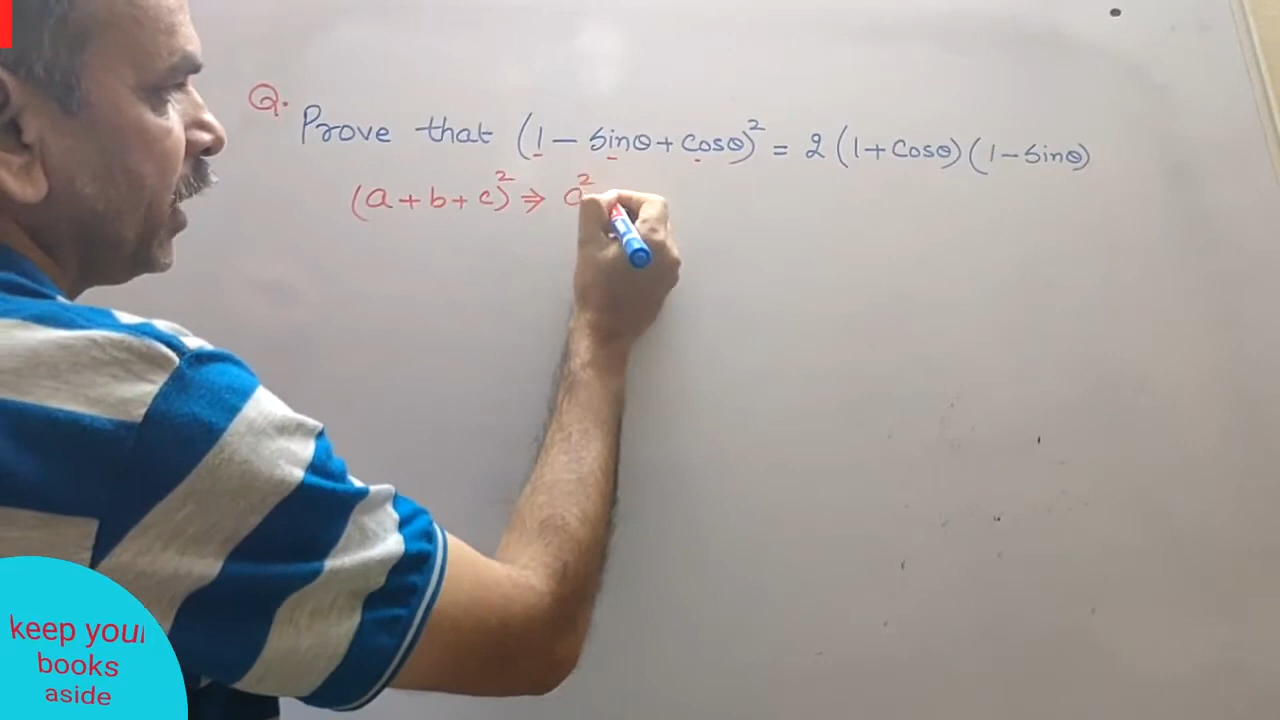 Q. Prove that (1 - Sinθ + Cosθ)² = 2 (1 + Cosθ) (1 - Sinθ)
(a + b + c)² ⇒ a²
keep your
books
aside